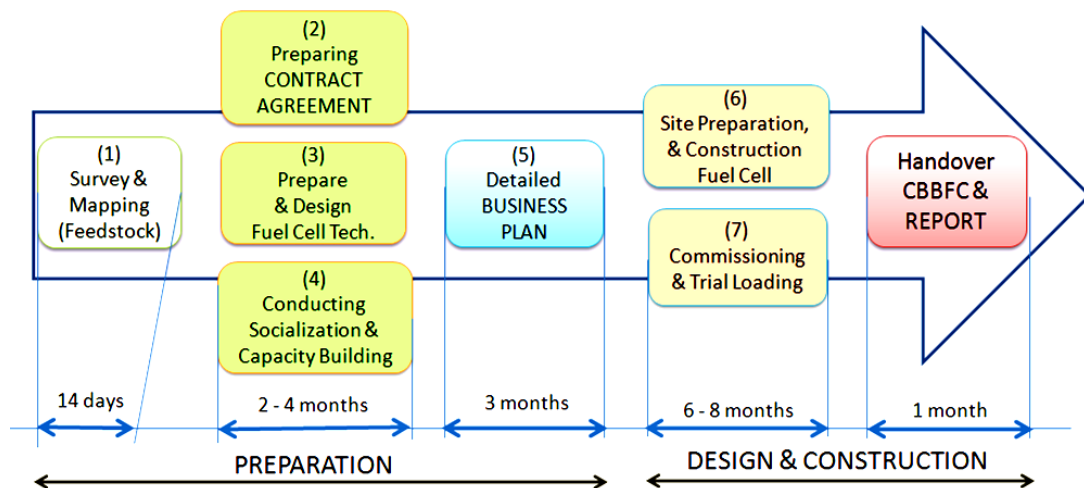 (1)
Survey &
Mapping
(Feedstock)
(2)
Preparing
CONTRACT
AGREEMENT
(3)
Prepare
& Design
Fuel Cell Tech.
(4)
Conducting
Socialization &
Capacity Building
(5)
Detailed
BUSINESS
PLAN
(6)
Site Preparation,
& Construction
Fuel Cell
(7)
Commissioning
& Trial Loading
Handover
CBBFC &
REPORT
14 days
2 - 4 months
3 months
6 - 8 months
1 month
PREPARATION
DESIGN & CONSTRUCTION